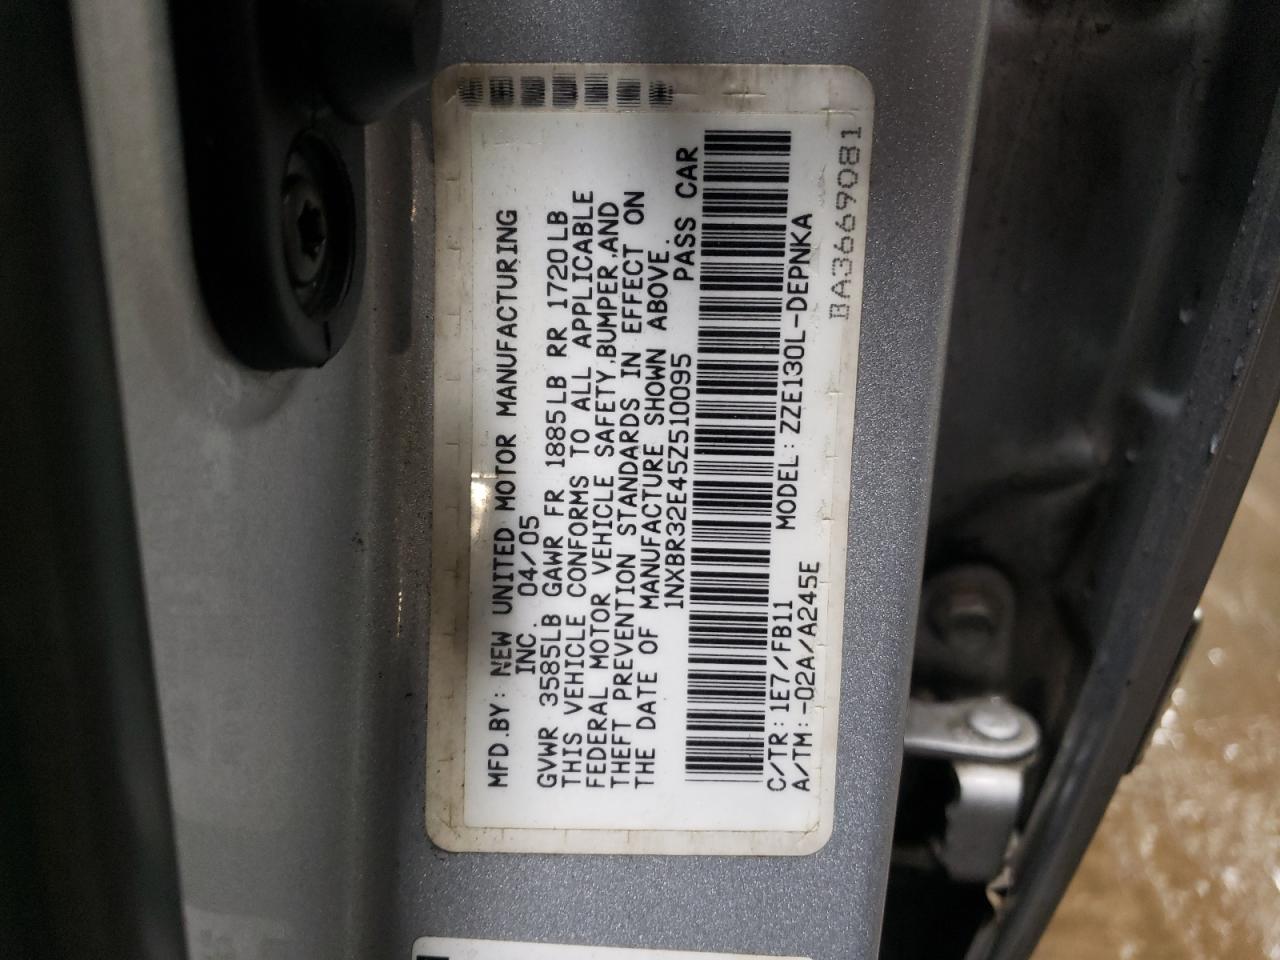 MFD.BY: NEW UNITED MOTOR MANUFACTURING
INC. 04/05
GVWR 3585LB GAWR FR 1885LB RR 1720LB
THIS VEHICLE CONFORMS TO ALL APPLICABLE
FEDERAL MOTOR VEHICLE SAFETY,BUMPER,AND
THEFT PREVENTION STANDARDS IN EFFECT ON
THE DATE OF MANUFACTURE SHOWN ABOVE.
1NXBR32E45Z510095 PASS CAR
C/TR: 1E7/FB11 MODEL: ZZE130L-DEPNKA
A/TM: -02A/A245E
BA3669081